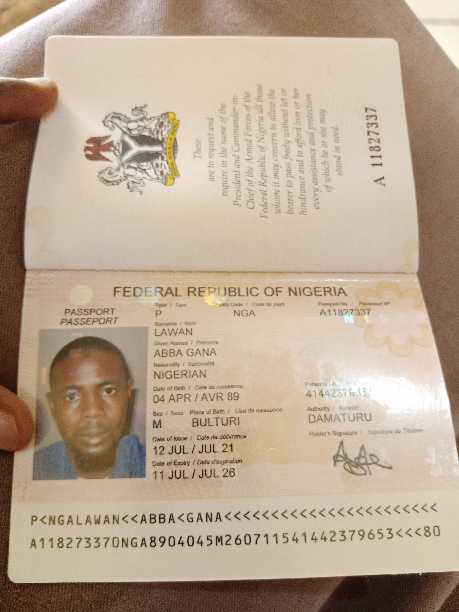 These
are to request and
require in the name of the
President and Commander-in-
Chief of the Armed Forces of the
Federal Republic of Nigeria all those
whom it may concern to allow the
bearer to pass freely without let or
hindrance and to afford him or her
every assistance and protection
of which he or she may
stand in need.
A 11827337
FEDERAL REPUBLIC OF NIGERIA
PASSPORT
PASSEPORT
Type / Type
Country Code / Code du pays
Passport No. / Passeport N°
P
NGA
A11827337
Surname / Nom
LAWAN
Given Names / Prénoms
ABBA GANA
Nationality / Nationalité
NIGERIAN
Date of Birth / Date de naissance
04 APR / AVR 89
Sex / Sexe
Place of Birth / Lieu de naissance
M
BULTURI
Authority / Autorité
DAMATURU
Date of Issue / Date de délivrance
12 JUL / JUL 21
Holder's Signature / Signature du Titulaire
Date of Expiry / Date d'expiration
11 JUL / JUL 26
P<NGALAWAN<<ABBA<GANA<<<<<<<<<<<<<<<<<<<<<<<
A118273370NGA8904045M260711541442379653<<<80